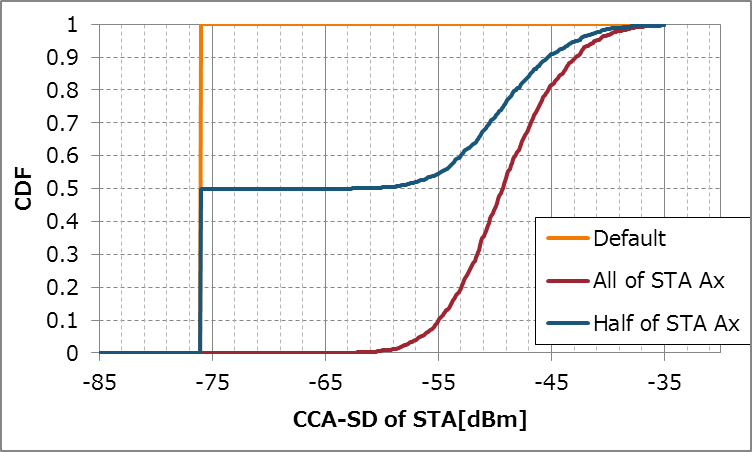 1
0.9
0.8
0.7
0.6
0.5
0.4
0.3
0.2
0.1
0
CDF
-85 -75 -65 -55 -45 -35
CCA-SD of STA[dBm]
Default
All of STA Ax
Half of STA Ax